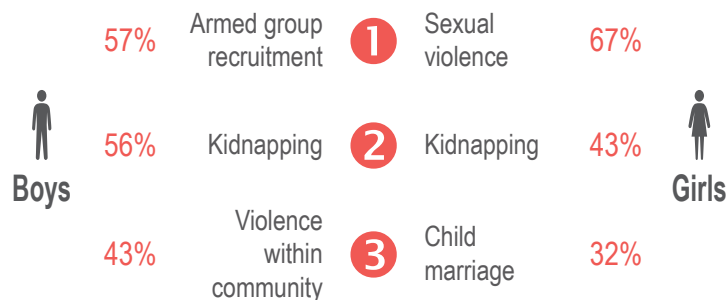 57%
Armed group
recruitment
1
Sexual
violence
67%
Boys
56%
Kidnapping
2
Kidnapping
43%
Girls
43%
Violence
within
community
3
Child
marriage
32%